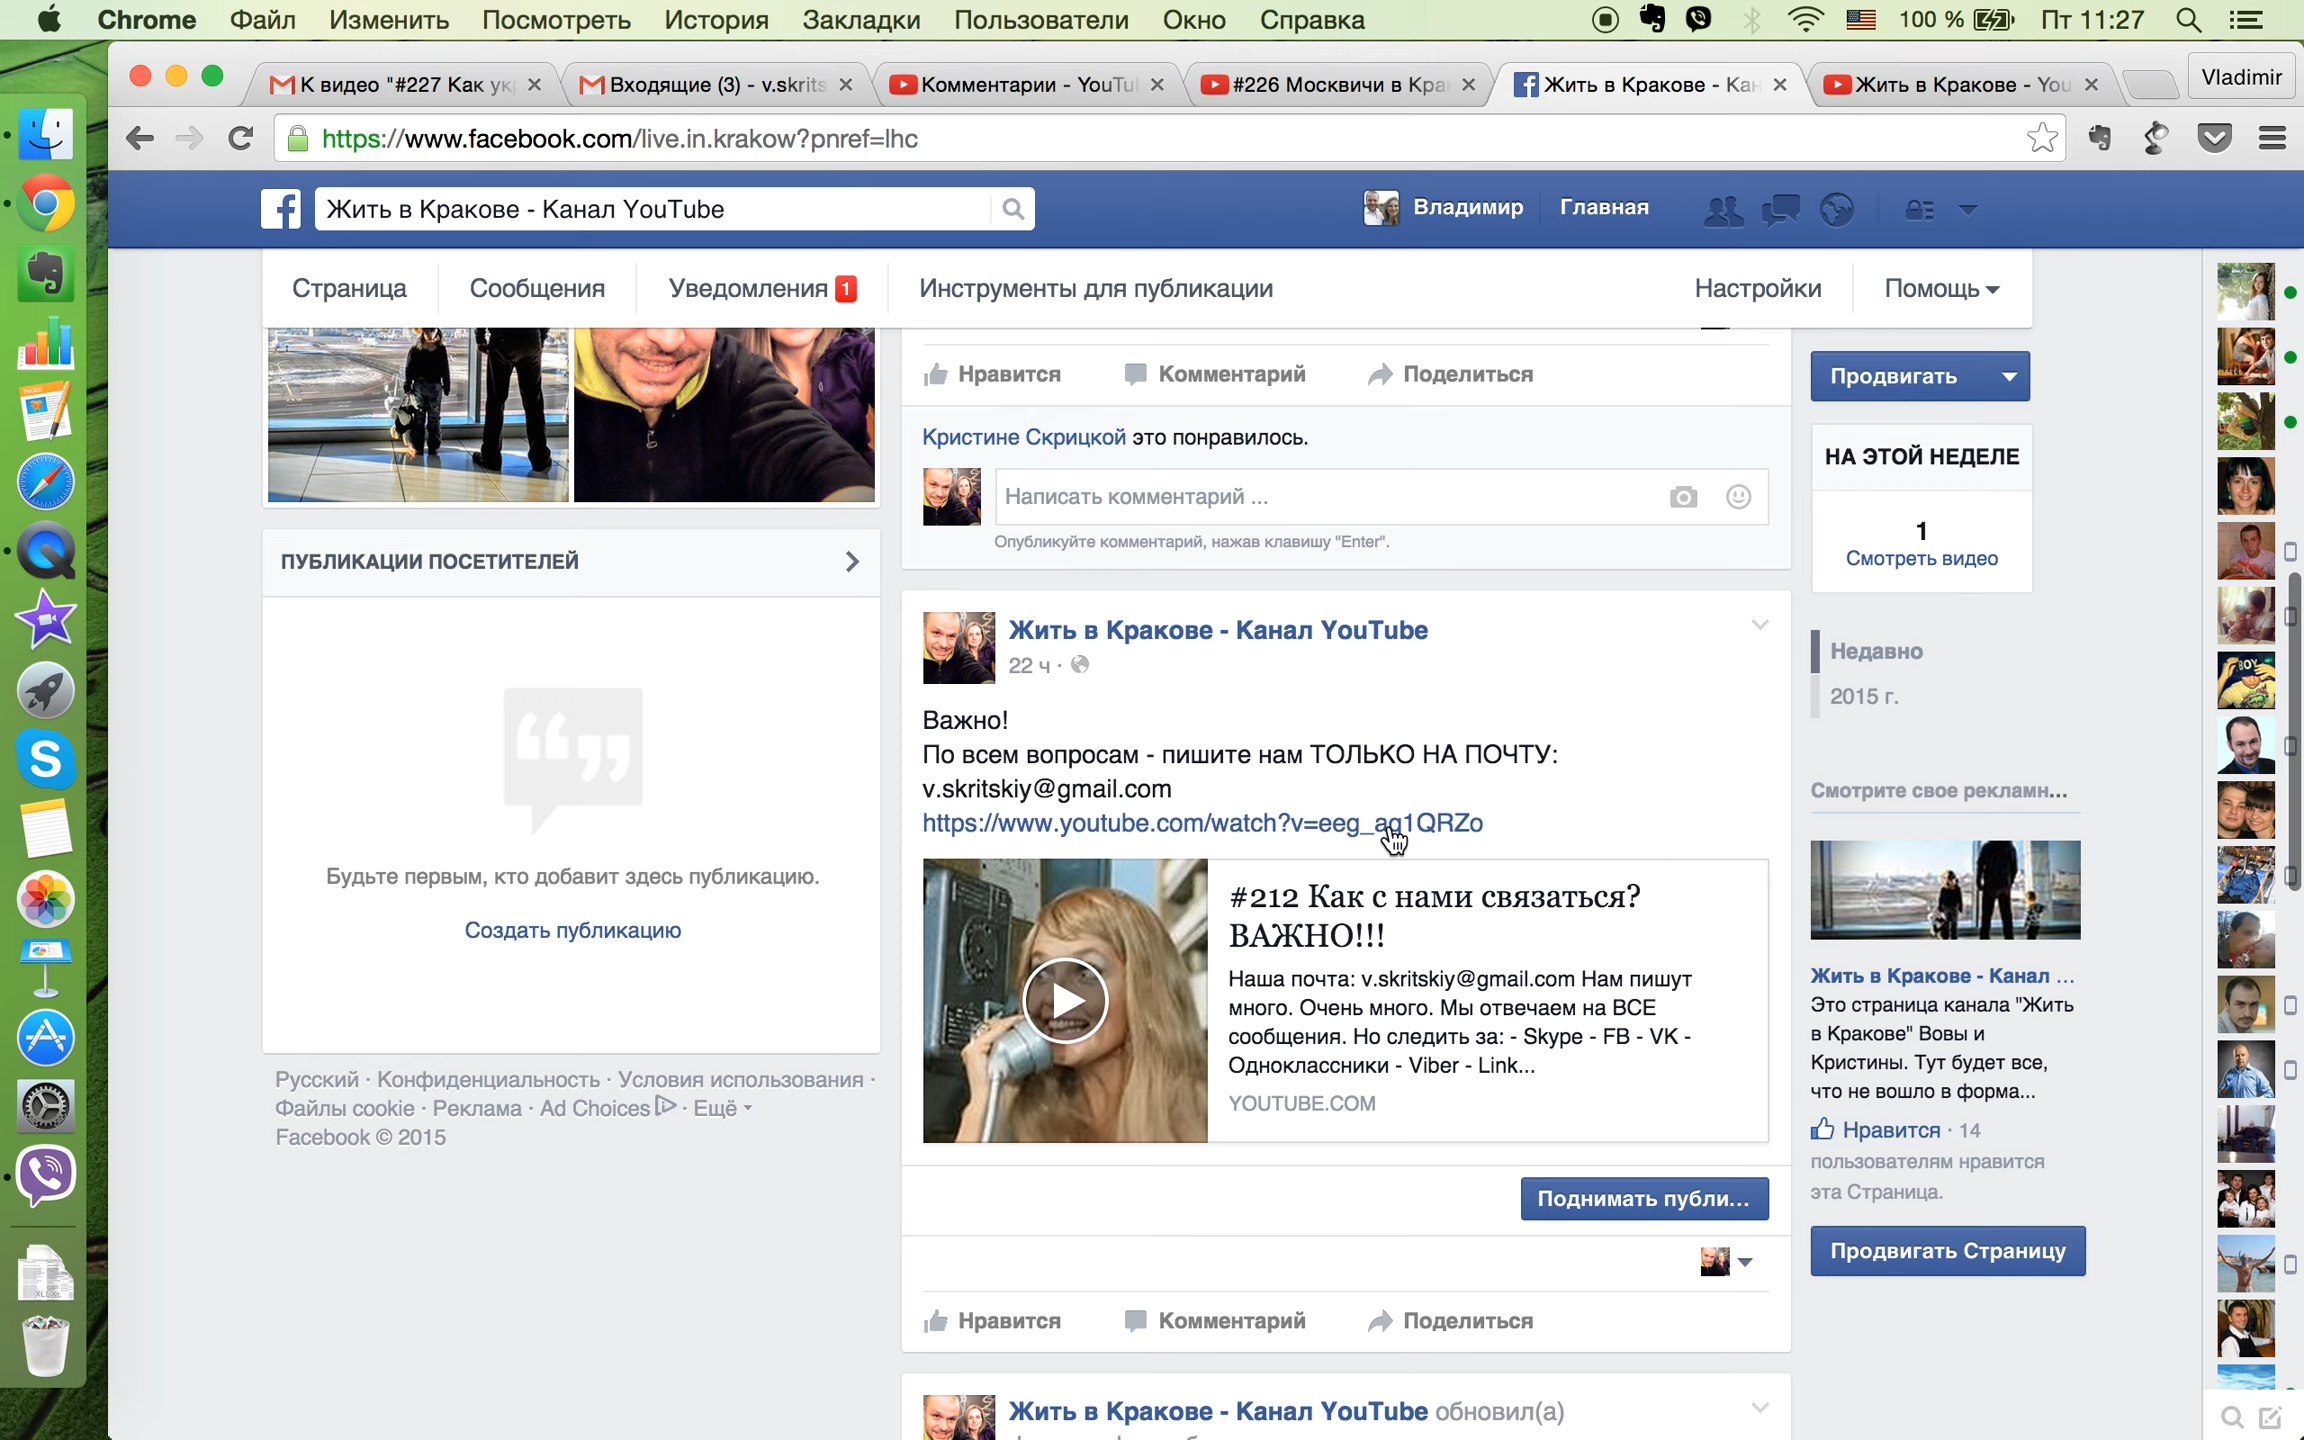 Chrome Файл Изменить Посмотреть История Закладки Пользователи Окно Справка 100 % Пт 11:27
К видео "#227 Как ук
Входящие (3) - v.skrits
Комментарии - YouTu
#226 Москвичи в Кра
Жить в Кракове - Кан
Жить в Кракове - You
Vladimir
https://www.facebook.com/live.in.krakow?pnref=lhc
Жить в Кракове - Канал YouTube
Владимир Главная
Страница Сообщения Уведомления 1 Инструменты для публикации Настройки Помощь
Нравится Комментарий Поделиться
Кристине Скрицкой это понравилось.
Написать комментарий ...
Опубликуйте комментарий, нажав клавишу "Enter".
ПУБЛИКАЦИИ ПОСЕТИТЕЛЕЙ
Будьте первым, кто добавит здесь публикацию.
Создать публикацию
Русский · Конфиденциальность · Условия использования ·
Файлы cookie · Реклама · Ad Choices · Ещё
Facebook © 2015
Жить в Кракове - Канал YouTube
22 ч ·
Важно!
По всем вопросам - пишите нам ТОЛЬКО НА ПОЧТУ:
v.skritskiy@gmail.com
https://www.youtube.com/watch?v=eeg_aq1QRZo
#212 Как с нами связаться?
ВАЖНО!!!
Наша почта: v.skritskiy@gmail.com Нам пишут
много. Очень много. Мы отвечаем на ВСЕ
сообщения. Но следить за: - Skype - FB - VK -
Одноклассники - Viber - Link...
YOUTUBE.COM
Поднимать публи...
Нравится Комментарий Поделиться
Жить в Кракове - Канал YouTube обновил(а)
Продвигать
НА ЭТОЙ НЕДЕЛЕ
1
Смотреть видео
Недавно
2015 г.
Смотрите свое рекламн...
Жить в Кракове - Канал ...
Это страница канала "Жить
в Кракове" Вовы и
Кристины. Тут будет все,
что не вошло в форма...
Нравится · 14
пользователям нравится
эта Страница.
Продвигать Страницу